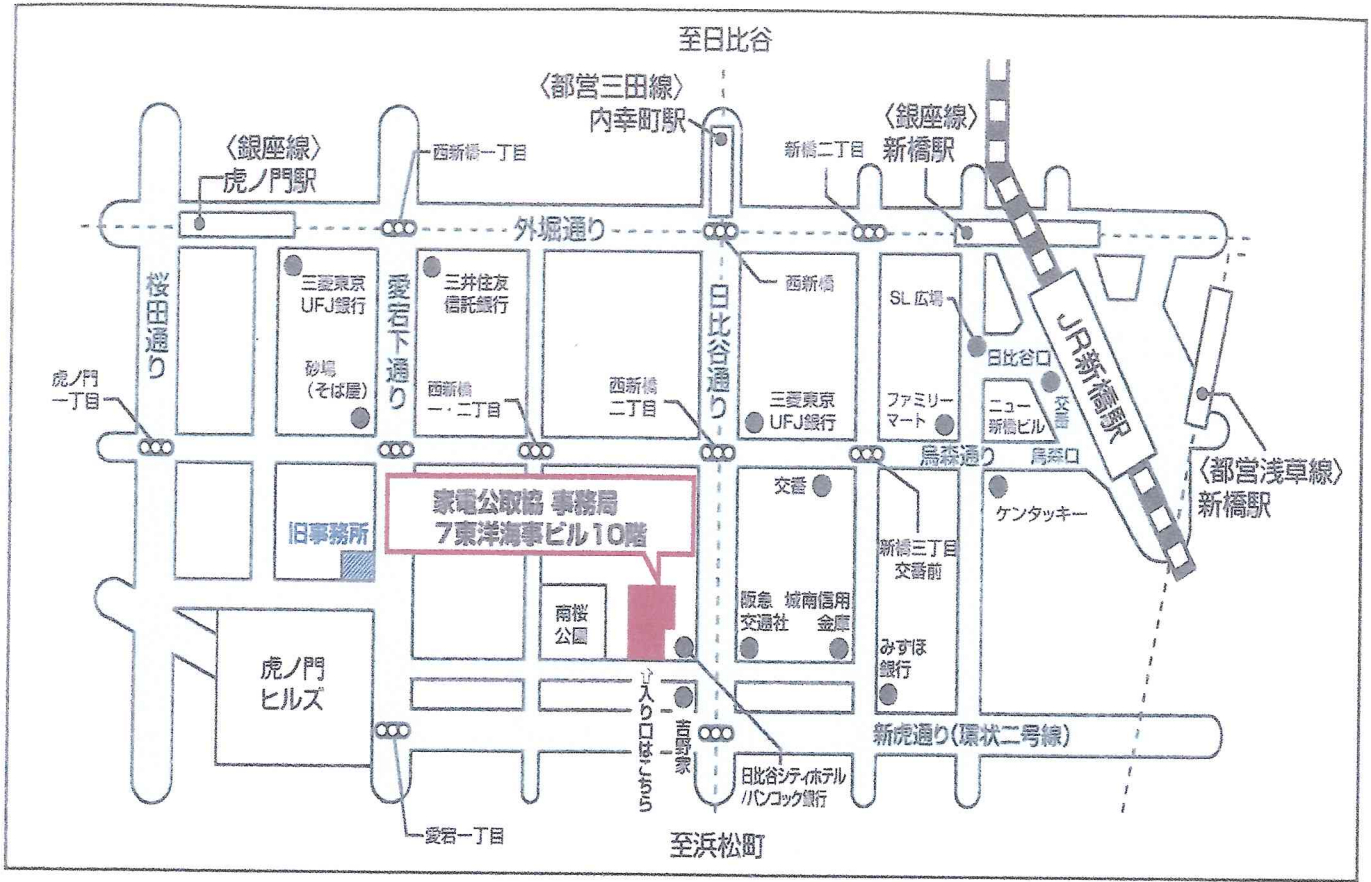 至日比谷
〈都営三田線〉
内幸町駅
〈銀座線〉
新橋駅
〈銀座線〉
虎ノ門駅
西新橋一丁目
新橋二丁目
外堀通り
桜田通り
三菱東京
UFJ銀行
愛宕下通り
三井住友
信託銀行
日比谷通り
西新橋
SL広場
JR新橋駅
日比谷口
交番
砂場
(そば屋)
虎ノ門
一丁目
西新橋
一・二丁目
西新橋
二丁目
三菱東京
UFJ銀行
ファミリー
マート
ニュー
新橋ビル
烏森通り
烏森口
〈都営浅草線〉
新橋駅
家電公取協 事務局
7東洋海事ビル10階
旧事務所
交番
ケンタッキー
新橋三丁目
交番前
南桜
公園
阪急
交通社
城南信用
金庫
みずほ
銀行
虎ノ門
ヒルズ
⇧入り口はこちら
吉野家
新虎通り(環状二号線)
日比谷シティホテル
/バンコック銀行
愛宕一丁目
至浜松町